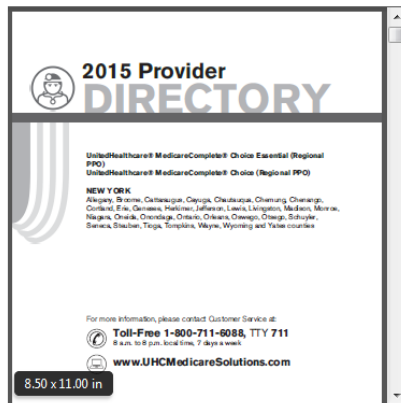 2015 Provider
DIRECTORY
UnitedHealthcare® MedicareComplete® Choice Essential (Regional
PPO)
UnitedHealthcare® MedicareComplete® Choice (Regional PPO)
NEW YORK
Allegany, Broome, Cattaraugus, Cayuga, Chautauqua, Chemung, Chenango,
Cortland, Erie, Genesee, Herkimer, Jefferson, Lewis, Livingston, Madison, Monroe,
Niagara, Oneida, Onondaga, Ontario, Orleans, Oswego, Otsego, Schuyler,
Seneca, Steuben, Tioga, Tompkins, Wayne, Wyoming and Yates counties
For more information, please contact Customer Service at:
Toll-Free 1-800-711-6088, TTY 711
8 a.m. to 8 p.m. local time, 7 days a week
www.UHCMedicareSolutions.com
8.50 x 11.00 in